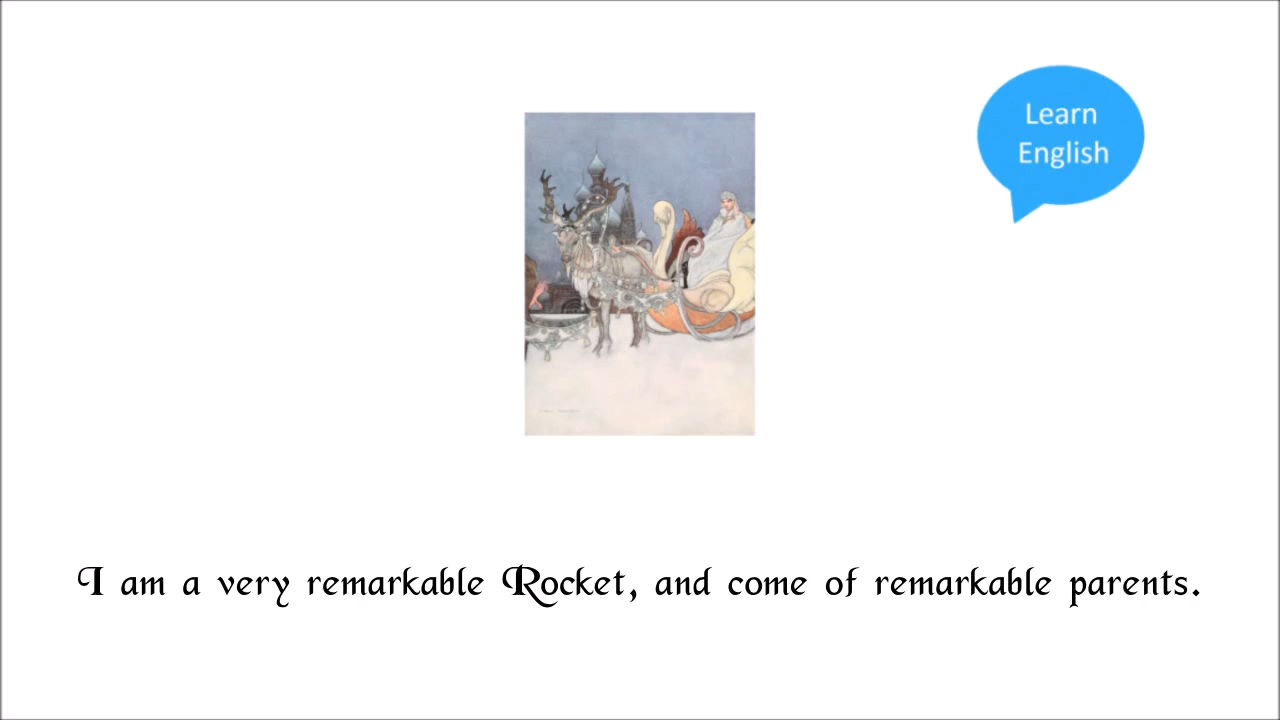 Learn
English
I am a very remarkable Rocket, and come of remarkable parents.